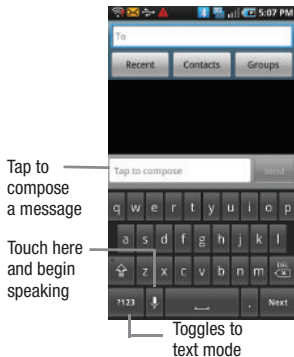 5:07 PM
To
Recent Contacts Groups
Tap to
compose
a message
Tap to compose Send
q w e r t y u i o p
a s d f g h j k l
Touch here
and begin
speaking
z x c v b n m DEL
?123 . Next
Toggles to
text mode